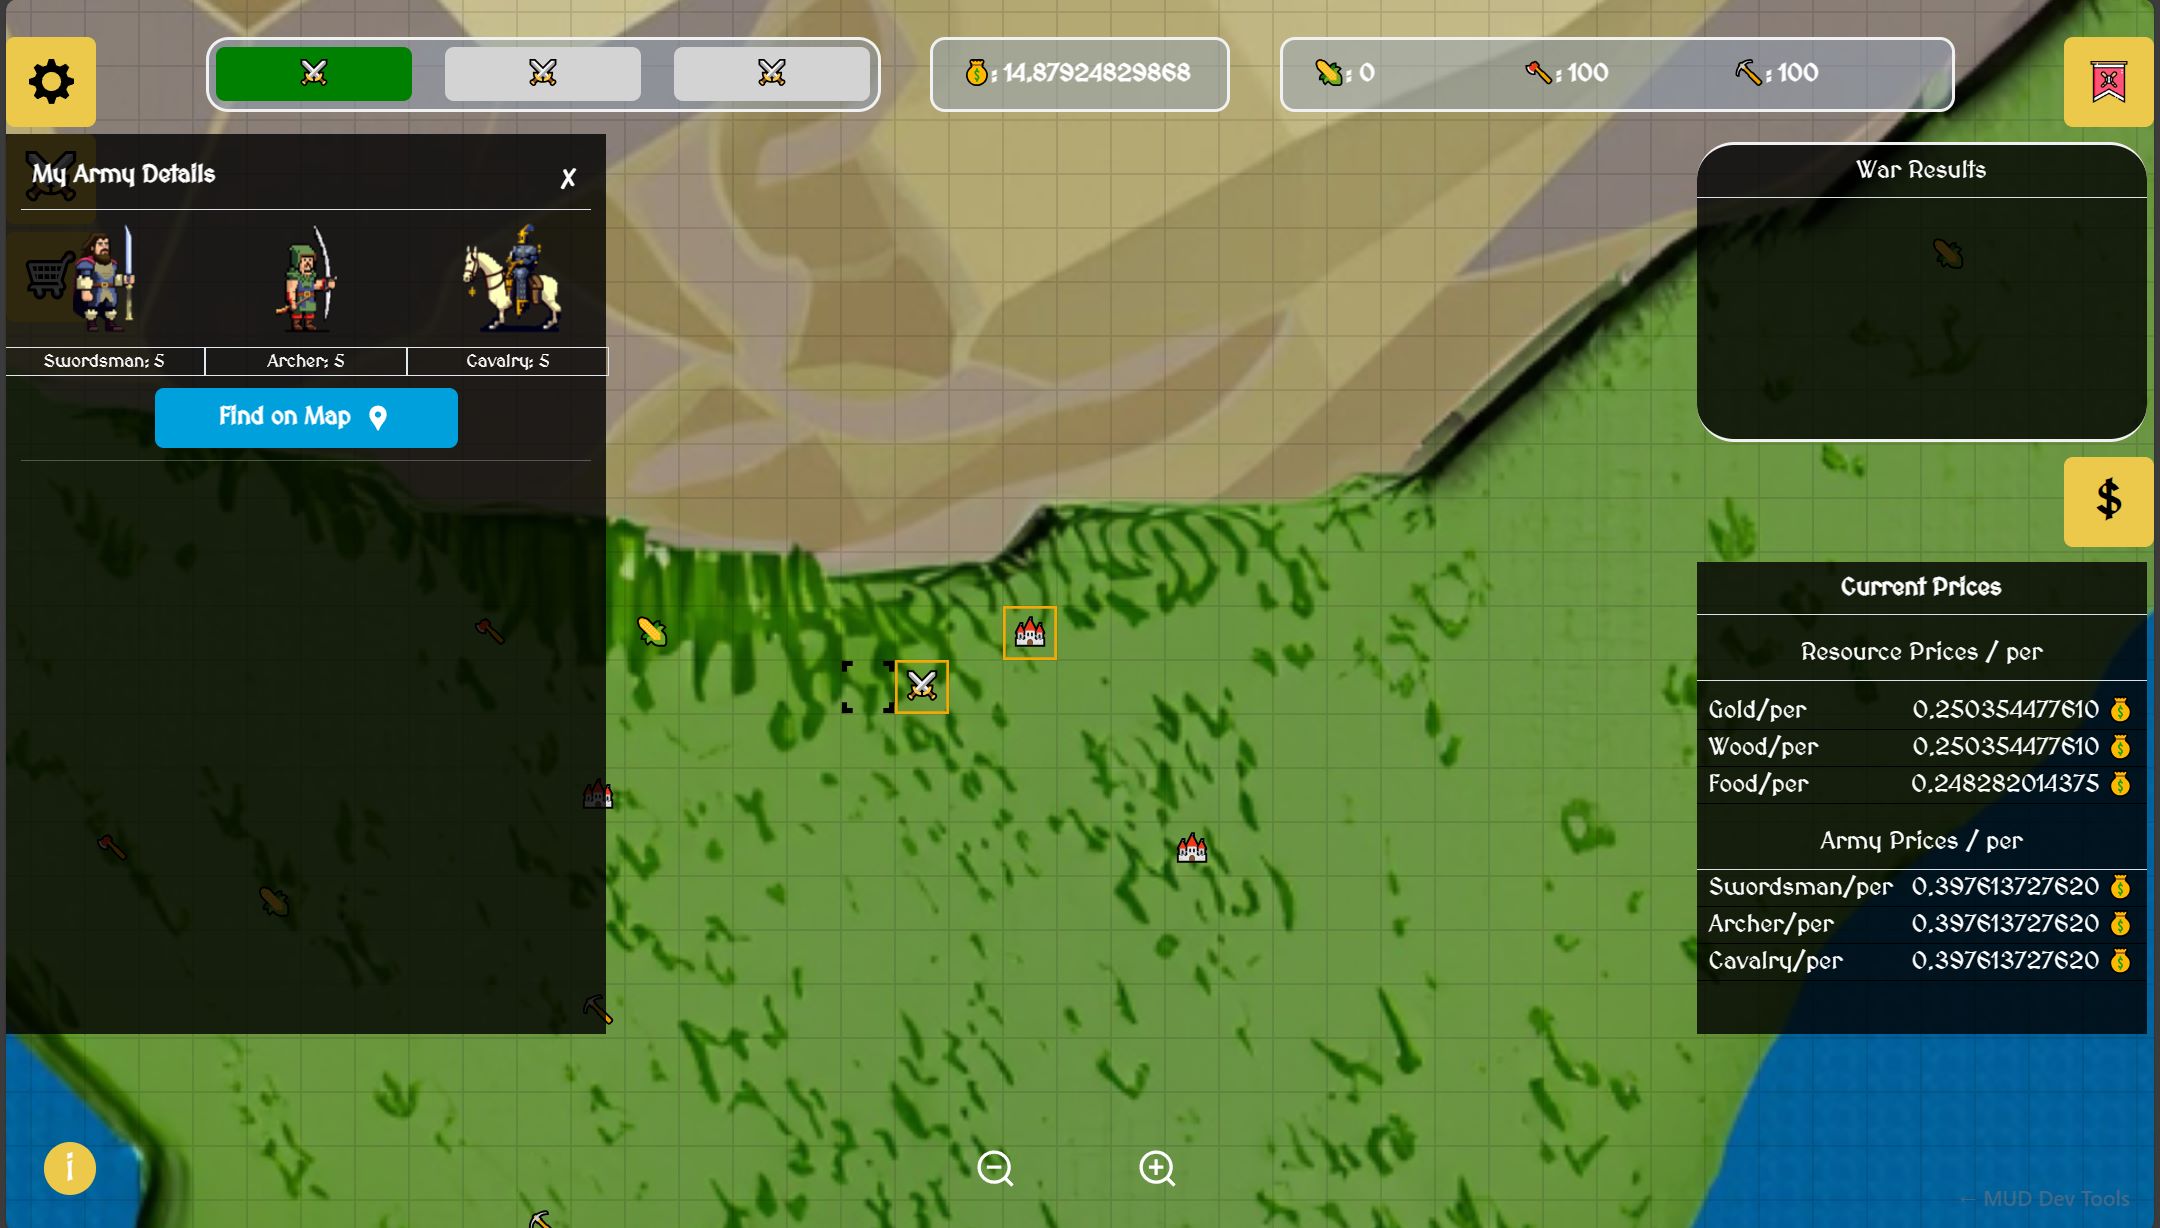 : 14.87924829868
: 0
: 100
: 100
My Army Details
X
Swordsman: 5
Archer: 5
Cavalry: 5
Find on Map
War Results
$
Current Prices
Resource Prices / per
Gold/per 0.250354477610
Wood/per 0.250354477610
Food/per 0.248282014375
Army Prices / per
Swordsman/per 0.397613727620
Archer/per 0.397613727620
Cavalry/per 0.397613727620
i
← MUD Dev Tools